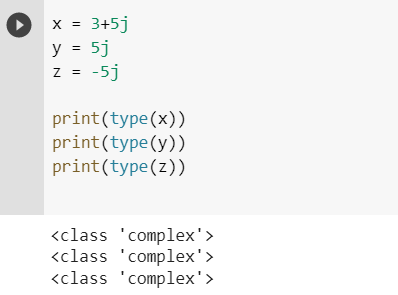 x = 3+5j
y = 5j
z = -5j
print(type(x))
print(type(y))
print(type(z))
<class 'complex'>
<class 'complex'>
<class 'complex'>